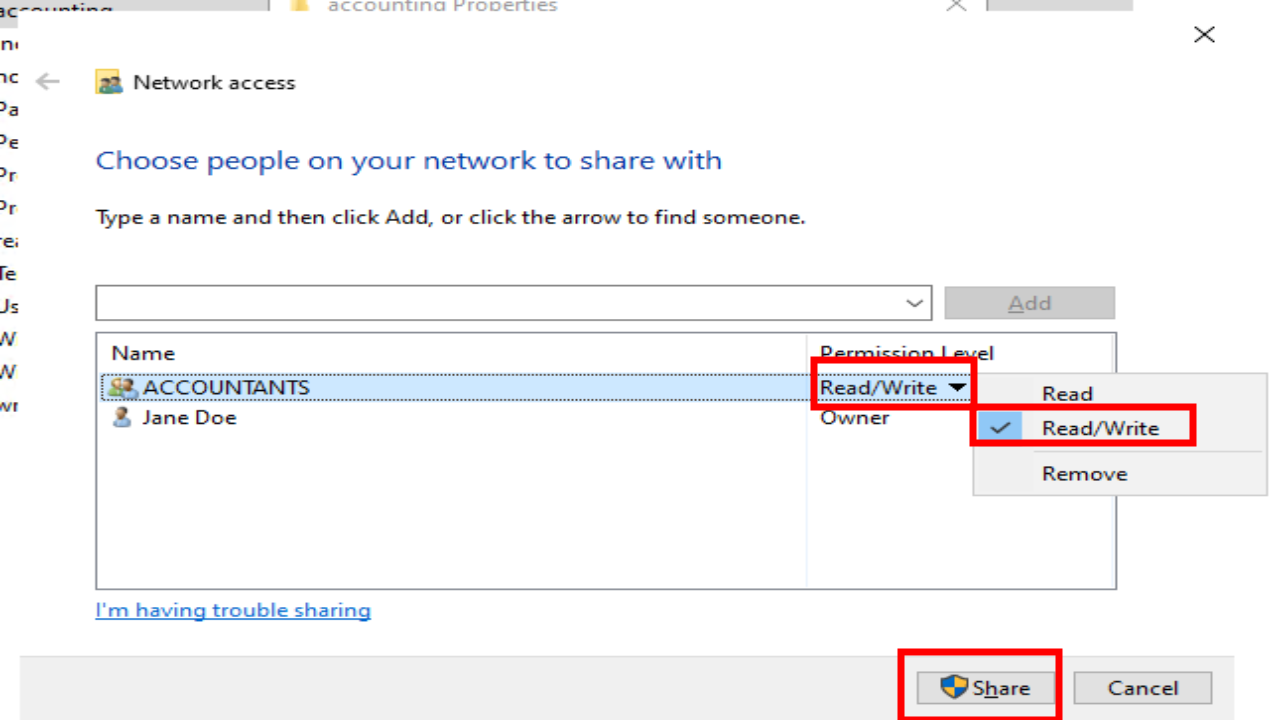 accounting
accounting Properties
Network access
Choose people on your network to share with
Type a name and then click Add, or click the arrow to find someone.
Add
Name
Permission Level
ACCOUNTANTS
Read/Write
Read
Jane Doe
Owner
Read/Write
Remove
I'm having trouble sharing
Share
Cancel